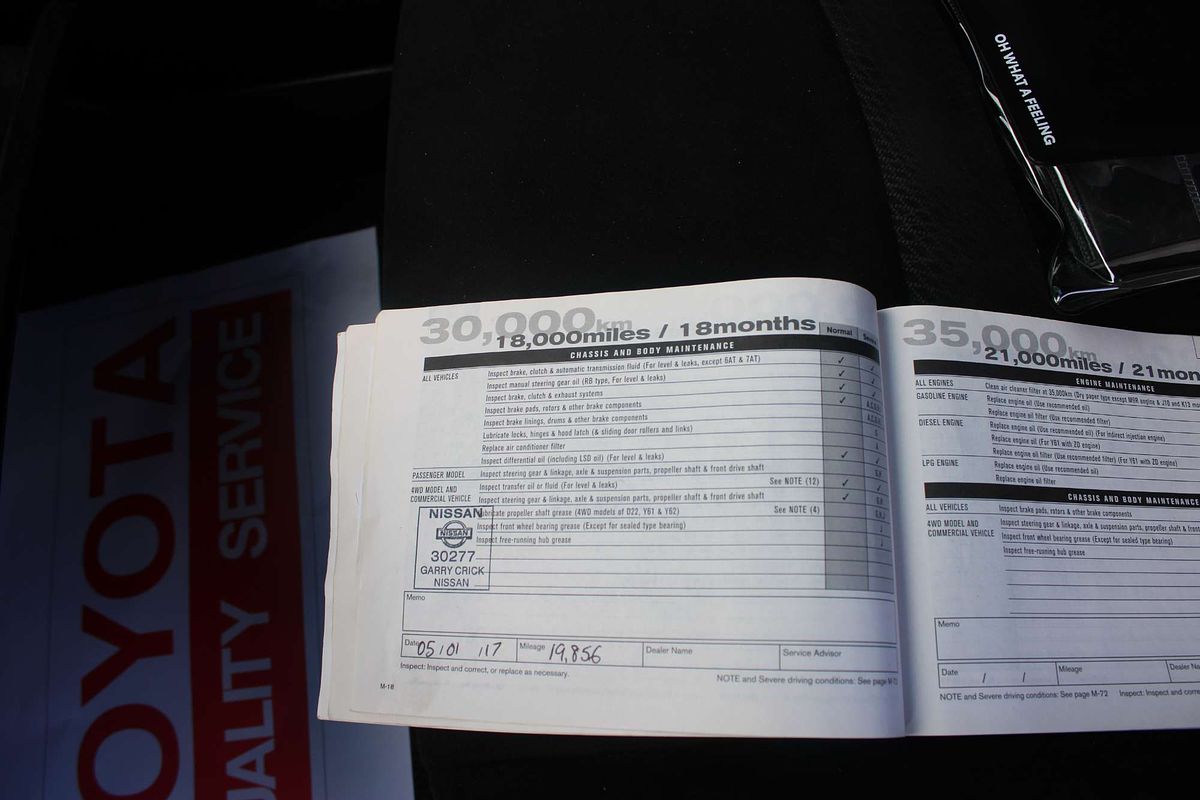 OH WHAT A FEELING
TOYOTA
QUALITY SERVICE
30,000km
18,000miles / 18months
Normal
CHASSIS AND BODY MAINTENANCE
ALL VEHICLES
Inspect brake, clutch & automatic transmission fluid (For level & leaks, except 6AT & 7AT) ✓
Inspect manual steering gear oil (RB type, For level & leaks) ✓
Inspect brake, clutch & exhaust systems ✓
Inspect brake pads, rotors & other brake components ✓
Inspect brake linings, drums & other brake components
Lubricate locks, hinges & hood latch (& sliding door rollers and links)
Replace air conditioner filter
Inspect differential oil (including LSD oil) (For level & leaks) ✓
PASSENGER MODEL Inspect steering gear & linkage, axle & suspension parts, propeller shaft & front drive shaft
4WD MODEL AND COMMERCIAL VEHICLE
Inspect transfer oil or fluid (For level & leaks) See NOTE (12) ✓
Inspect steering gear & linkage, axle & suspension parts, propeller shaft & front drive shaft ✓
Lubricate propeller shaft grease (4WD models of D22, Y61 & Y62) See NOTE (4)
Inspect front wheel bearing grease (Except for sealed type bearing)
Inspect free-running hub grease
NISSAN
NISSAN
30277
GARRY CRICK
NISSAN
Memo
Date 05 / 01 / 17 Mileage 19,856 Dealer Name Service Advisor
Inspect: Inspect and correct, or replace as necessary.
NOTE and Severe driving conditions: See page M-72
M-18
35,000km
21,000miles / 21mon
ENGINE MAINTENANCE
ALL ENGINES Clean air cleaner filter at 35,000km (Dry paper type except M9R engine & J10 and K13 mo
GASOLINE ENGINE Replace engine oil (Use recommended oil)
Replace engine oil filter (Use recommended filter)
DIESEL ENGINE Replace engine oil (Use recommended oil) (For indirect injection engine)
Replace engine oil (For Y61 with ZD engine)
Replace engine oil filter (Use recommended filter) (For Y61 with ZD engine)
LPG ENGINE Replace engine oil (Use recommended oil)
Replace engine oil filter
CHASSIS AND BODY MAINTENANCE
ALL VEHICLES Inspect brake pads, rotors & other brake components
4WD MODEL AND COMMERCIAL VEHICLE
Inspect steering gear & linkage, axle & suspension parts, propeller shaft & front
Inspect front wheel bearing grease (Except for sealed type bearing)
Inspect free-running hub grease
Memo
Date / / Mileage Dealer Na
NOTE and Severe driving conditions: See page M-72 Inspect: Inspect and corre